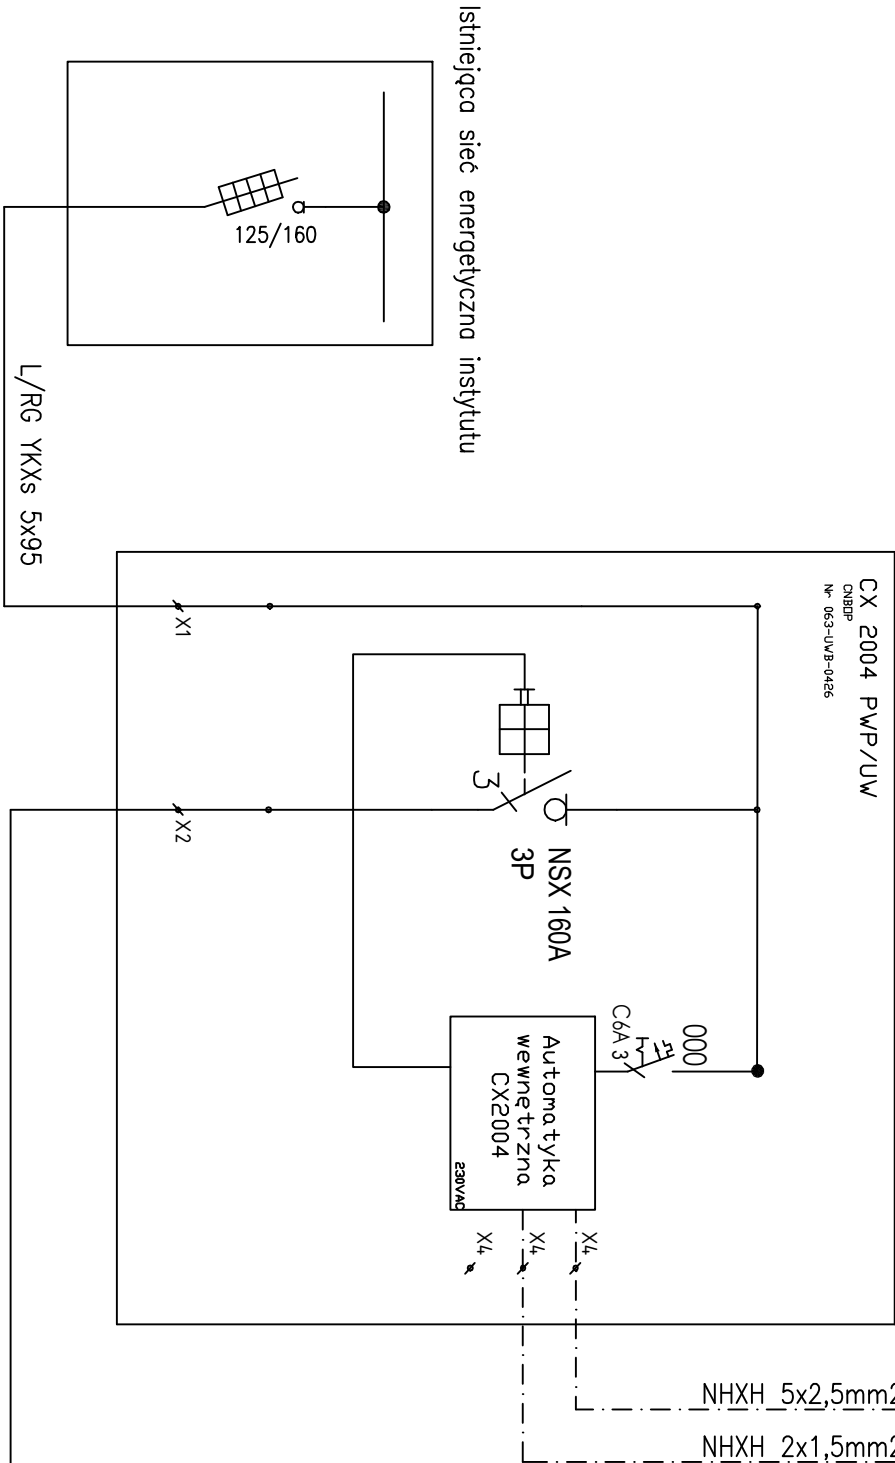 Istniejąca sieć energetyczna instytutu
125/160
L/RG YKXs 5x95
CX 2004 PWP/UW
CNBOP
Nr 063-UWB-0426
X1
X2
3
NSX 160A
3P
000
C6A 3
Automatyka
wewnętrzna
CX2004
230VAC
X4
X4
X4
NHXH 5x2,5mm2
NHXH 2x1,5mm2